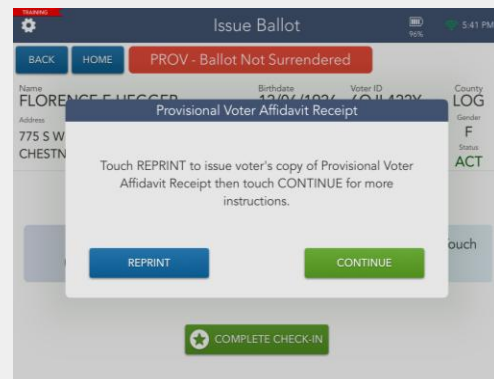 TRAINING
Issue Ballot
96%
5:41 PM
BACK
HOME
PROV - Ballot Not Surrendered
Name
Birthdate
Voter ID
County
FLORENCE
LOG
Provisional Voter Affidavit Receipt
Address
Gender
775 S W
F
Status
CHESTN
ACT
Touch REPRINT to issue voter's copy of Provisional Voter
Affidavit Receipt then touch CONTINUE for more
instructions.
ouch
REPRINT
CONTINUE
COMPLETE CHECK-IN